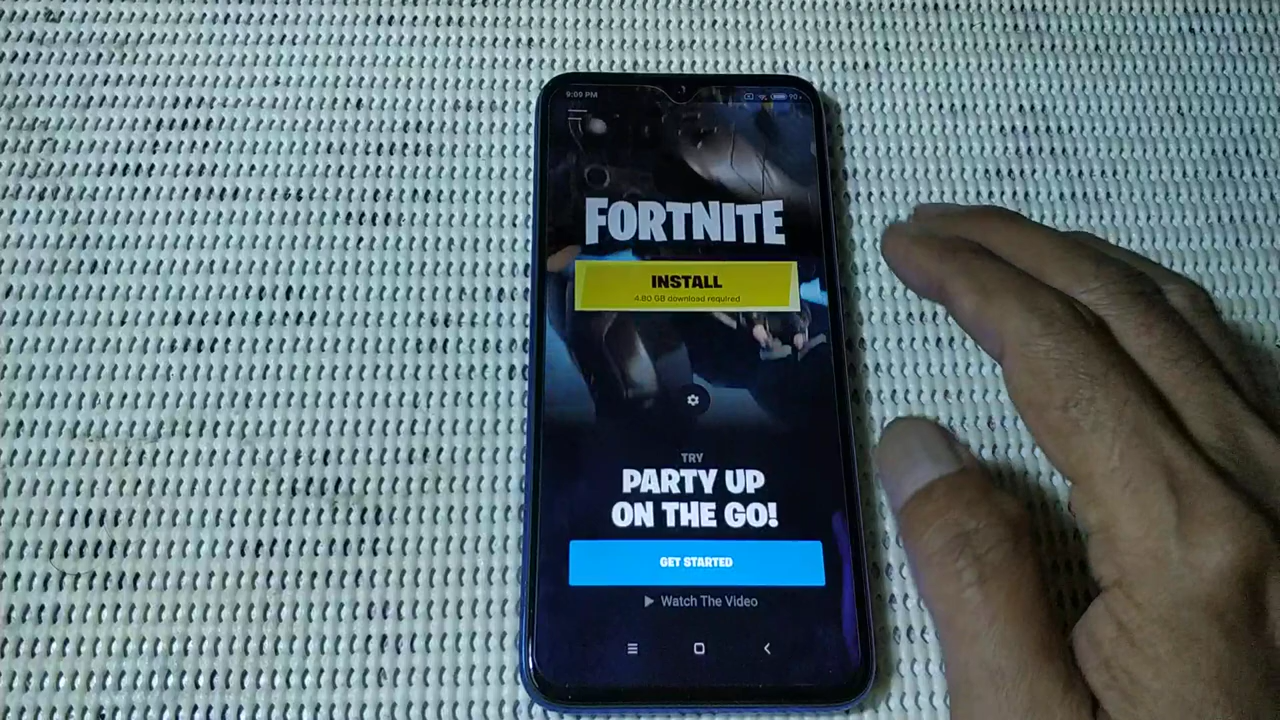 9:09 PM
90
FORTNITE
INSTALL
4.80 GB download required
TRY
PARTY UP
ON THE GO!
GET STARTED
Watch The Video